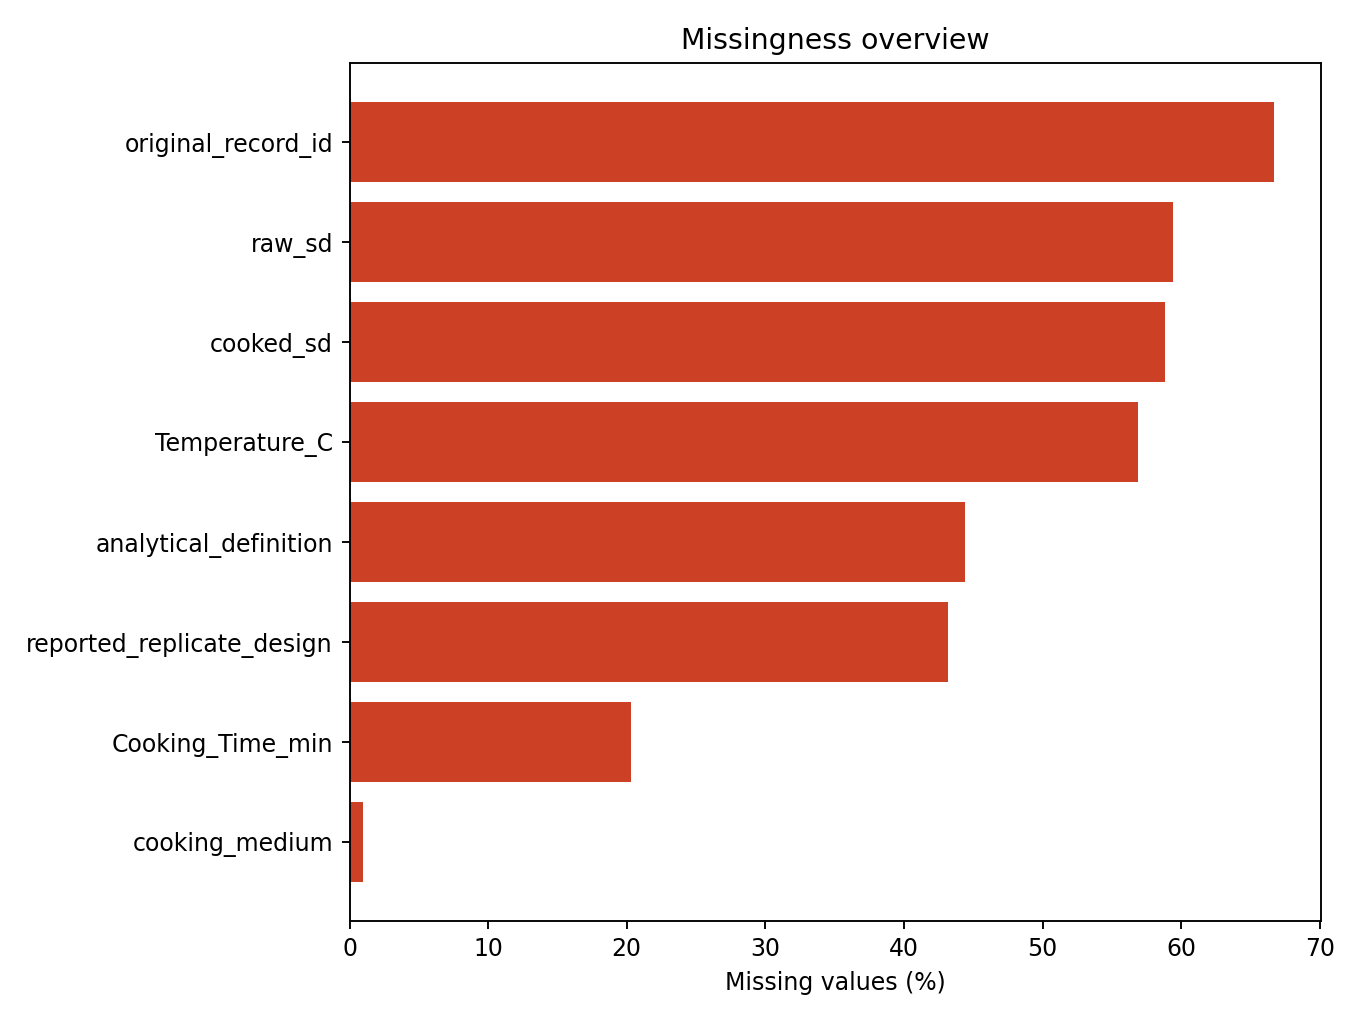 Missingness overview
original_record_id
raw_sd
cooked_sd
Temperature_C
analytical_definition
reported_replicate_design
Cooking_Time_min
cooking_medium
0 10 20 30 40 50 60 70
Missing values (%)